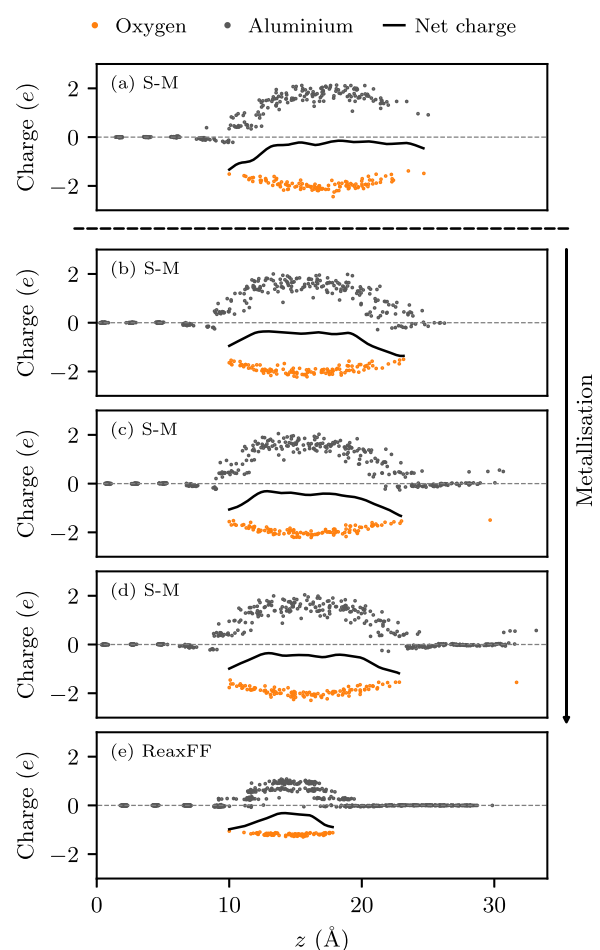 Oxygen Aluminium Net charge
(a) S-M
Charge (e)
2
0
−2
(b) S-M
Charge (e)
2
0
−2
(c) S-M
Charge (e)
2
0
−2
(d) S-M
Charge (e)
2
0
−2
Metallisation
(e) ReaxFF
Charge (e)
2
0
−2
0 10 20 30
z (Å)